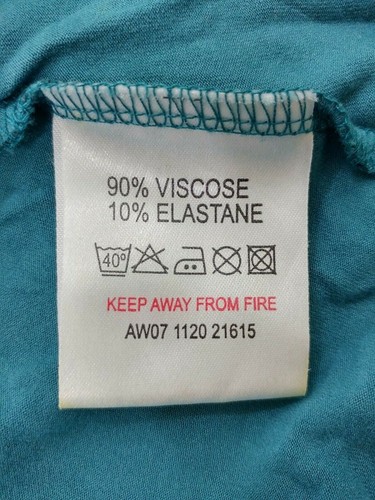 90% VISCOSE
10% ELASTANE
40°
KEEP AWAY FROM FIRE
AW07 1120 21615